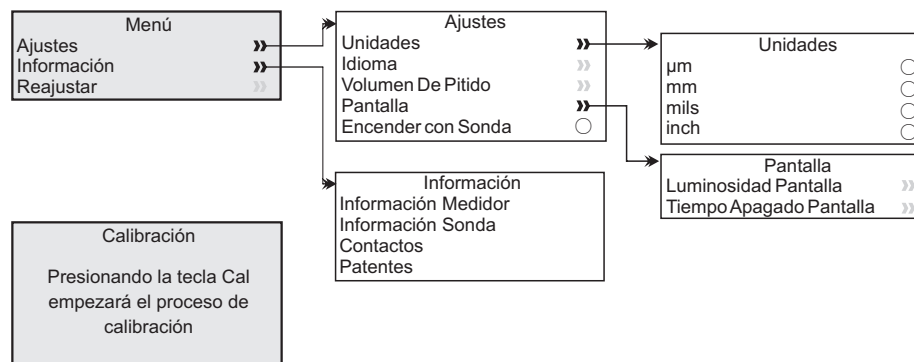 Menú
Ajustes »
Información »
Reajustar »
Ajustes
Unidades »
Idioma »
Volumen De Pitido »
Pantalla »
Encender con Sonda
Unidades
µm
mm
mils
inch
Pantalla
Luminosidad Pantalla »
Tiempo Apagado Pantalla »
Información
Información Medidor
Información Sonda
Contactos
Patentes
Calibración
Presionando la tecla Cal
empezará el proceso de
calibración